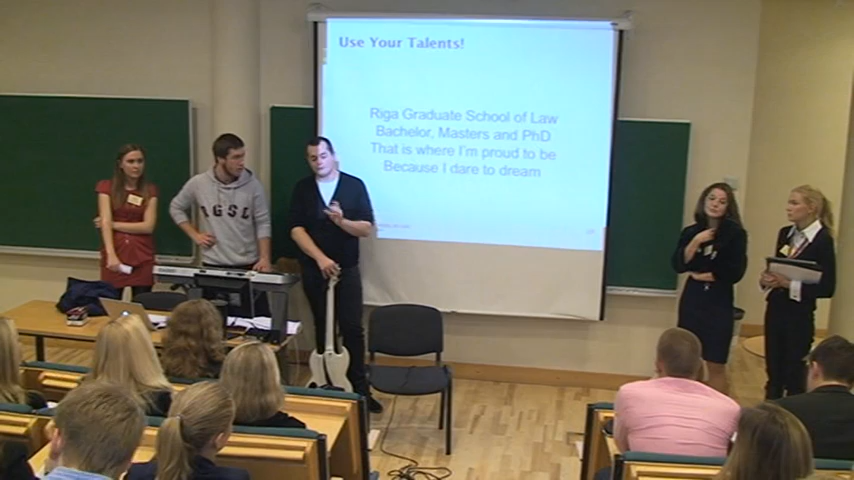 Use Your Talents!
Riga Graduate School of Law
Bachelor, Masters and PhD
That is where I'm proud to be
Because I dare to dream
RGSL